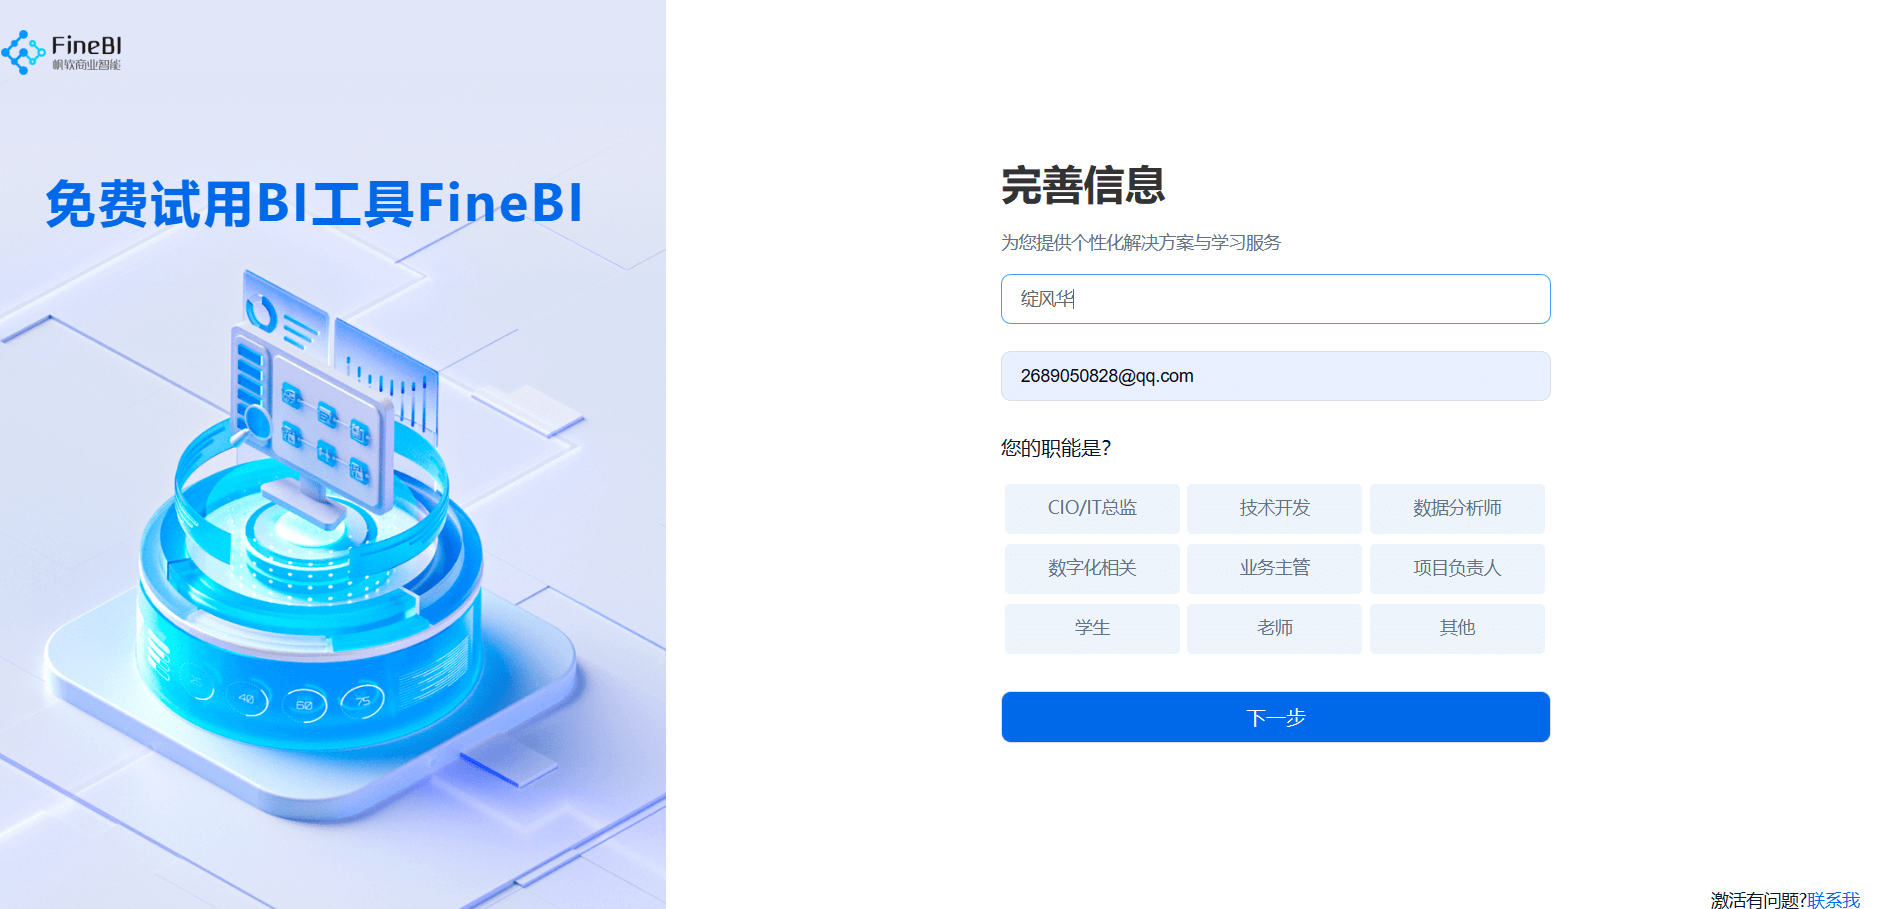 FineBI
帆软商业智能
免费试用BI工具FineBI
40
60
75
完善信息
为您提供个性化解决方案与学习服务
绽风华
2689050828@qq.com
您的职能是?
CIO/IT总监
技术开发
数据分析师
数字化相关
业务主管
项目负责人
学生
老师
其他
下一步
激活有问题?联系我